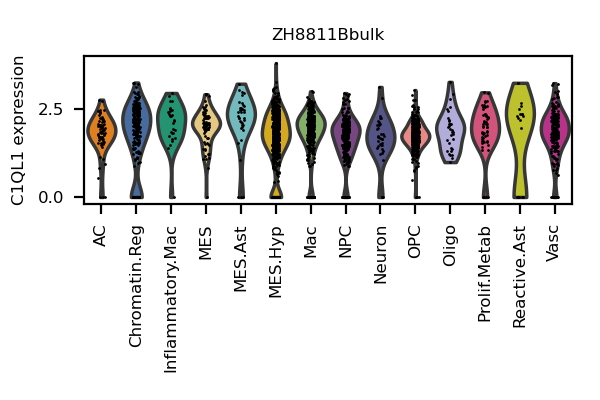 ZH8811Bbulk
C1QL1 expression
2.5
0.0
AC
Chromatin.Reg
Inflammatory.Mac
MES
MES.Ast
MES.Hyp
Mac
NPC
Neuron
OPC
Oligo
Prolif.Metab
Reactive.Ast
Vasc